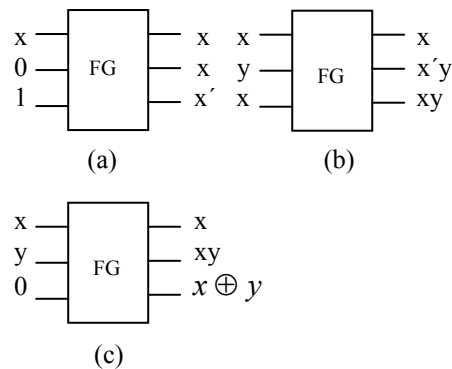 x FG x x FG x
0 x y x´y
1 x´ x xy
(a) (b)
x FG x
y xy
0 x ⊕ y
(c)